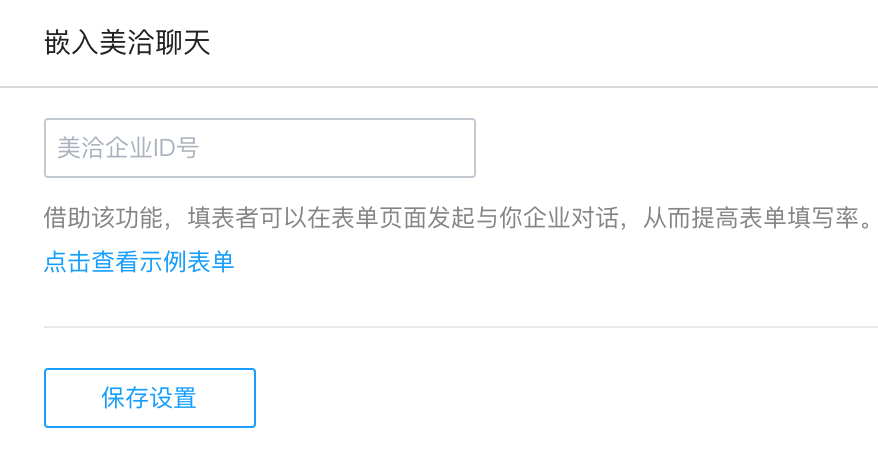 嵌入美洽聊天
美洽企业ID号
借助该功能，填表者可以在表单页面发起与你企业对话，从而提高表单填写率。
点击查看示例表单
保存设置